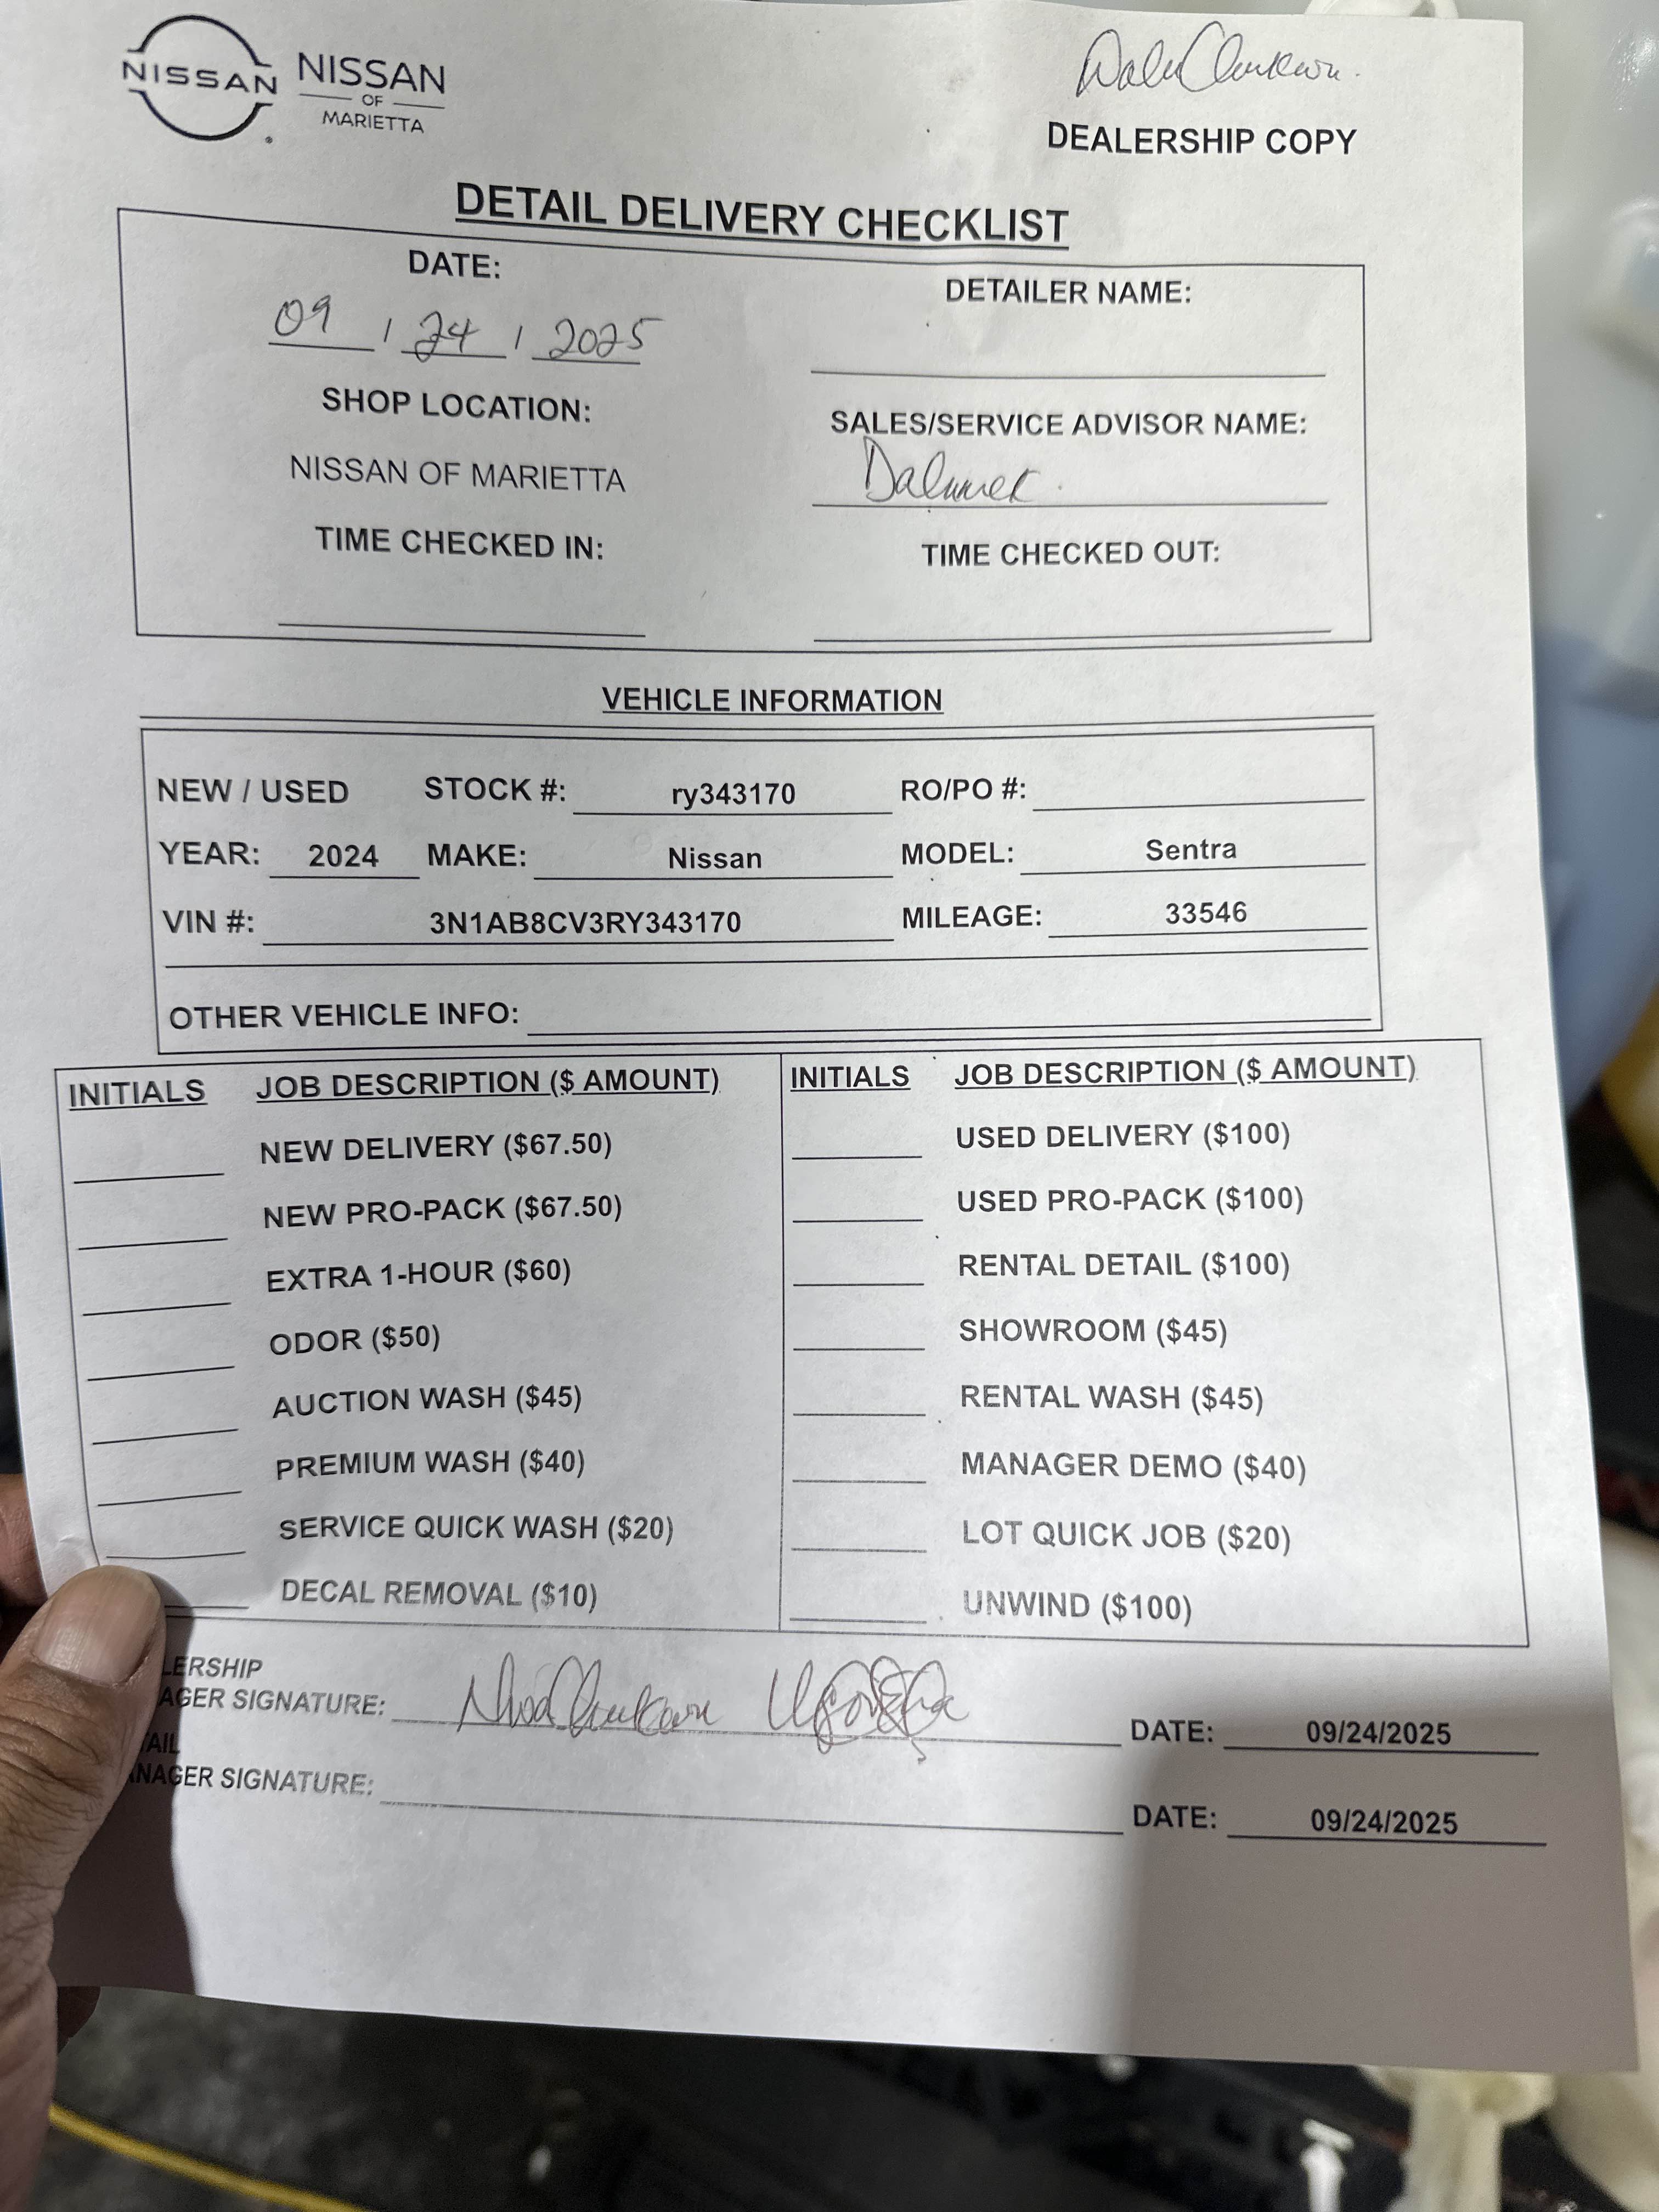 NISSAN
NISSAN
OF
MARIETTA
DEALERSHIP COPY
DETAIL DELIVERY CHECKLIST
DATE:
09 / 24 / 2025
DETAILER NAME:
SHOP LOCATION:
NISSAN OF MARIETTA
SALES/SERVICE ADVISOR NAME:
TIME CHECKED IN:
TIME CHECKED OUT:
VEHICLE INFORMATION
NEW / USED STOCK #: ry343170 RO/PO #:
YEAR: 2024 MAKE: Nissan MODEL: Sentra
VIN #: 3N1AB8CV3RY343170 MILEAGE: 33546
OTHER VEHICLE INFO:
INITIALS JOB DESCRIPTION ($ AMOUNT)
NEW DELIVERY ($67.50)
NEW PRO-PACK ($67.50)
EXTRA 1-HOUR ($60)
ODOR ($50)
AUCTION WASH ($45)
PREMIUM WASH ($40)
SERVICE QUICK WASH ($20)
DECAL REMOVAL ($10)
INITIALS JOB DESCRIPTION ($ AMOUNT)
USED DELIVERY ($100)
USED PRO-PACK ($100)
RENTAL DETAIL ($100)
SHOWROOM ($45)
RENTAL WASH ($45)
MANAGER DEMO ($40)
LOT QUICK JOB ($20)
UNWIND ($100)
LERSHIP
AGER SIGNATURE: DATE: 09/24/2025
AIL
NAGER SIGNATURE: DATE: 09/24/2025